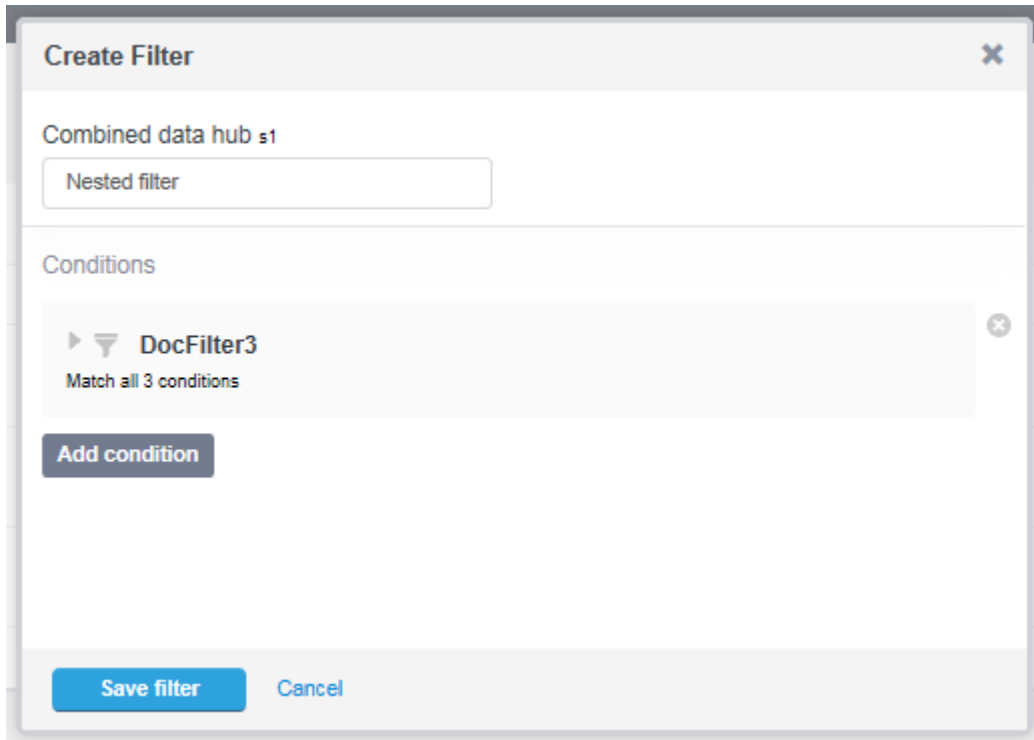 Create Filter
Combined data hub s1
Nested filter
Conditions
DocFilter3
Match all 3 conditions
Add condition
Save filter Cancel